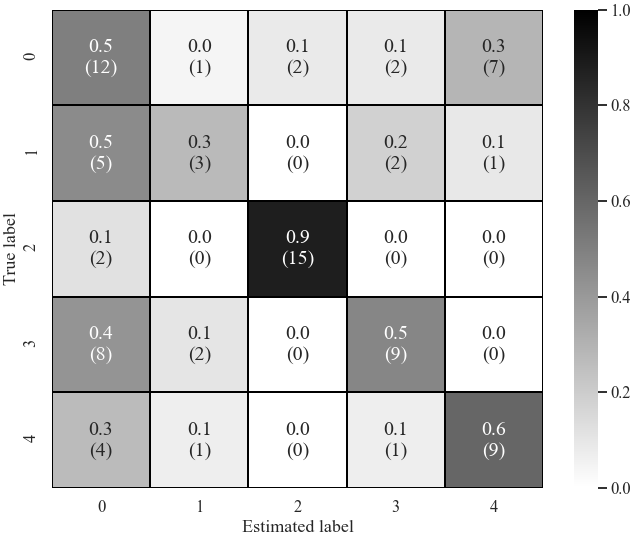 0.5 0.0 0.1 0.1 0.3
(12) (1) (2) (2) (7)
0
0.5 0.3 0.0 0.2 0.1
(5) (3) (0) (2) (1)
1
0.1 0.0 0.9 0.0 0.0
(2) (0) (15) (0) (0)
2
0.4 0.1 0.0 0.5 0.0
(8) (2) (0) (9) (0)
3
0.3 0.1 0.0 0.1 0.6
(4) (1) (0) (1) (9)
4
True label
0 1 2 3 4
Estimated label
1.0
0.8
0.6
0.4
0.2
0.0